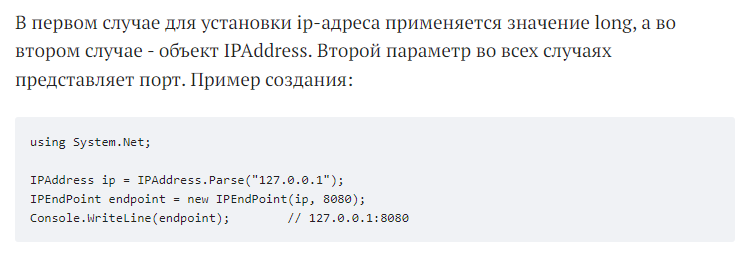 В первом случае для установки ip-адреса применяется значение long, а во
втором случае - объект IPAddress. Второй параметр во всех случаях
представляет порт. Пример создания:
using System.Net;
IPAddress ip = IPAddress.Parse("127.0.0.1");
IPEndPoint endpoint = new IPEndPoint(ip, 8080);
Console.WriteLine(endpoint);        // 127.0.0.1:8080